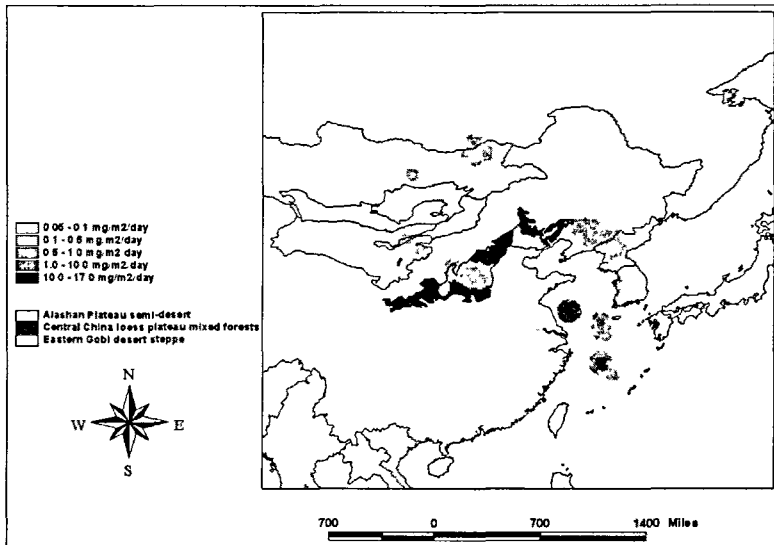 0.05 - 0.1 mg/m2/day
0.1 - 0.5 mg/m2/day
0.5 - 1.0 mg/m2/day
1.0 - 10.0 mg/m2/day
10.0 - 17.0 mg/m2/day
Alashan Plateau semi-desert
Central China loess plateau mixed forests
Eastern Gobi desert steppe
N
W E
S
700 0 700 1400 Miles